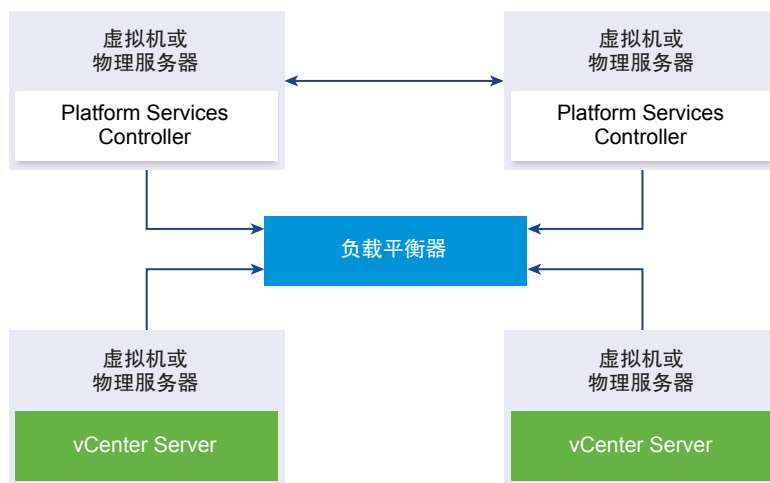 虚拟机或
物理服务器
Platform Services
Controller
虚拟机或
物理服务器
Platform Services
Controller
负载平衡器
虚拟机或
物理服务器
vCenter Server
虚拟机或
物理服务器
vCenter Server